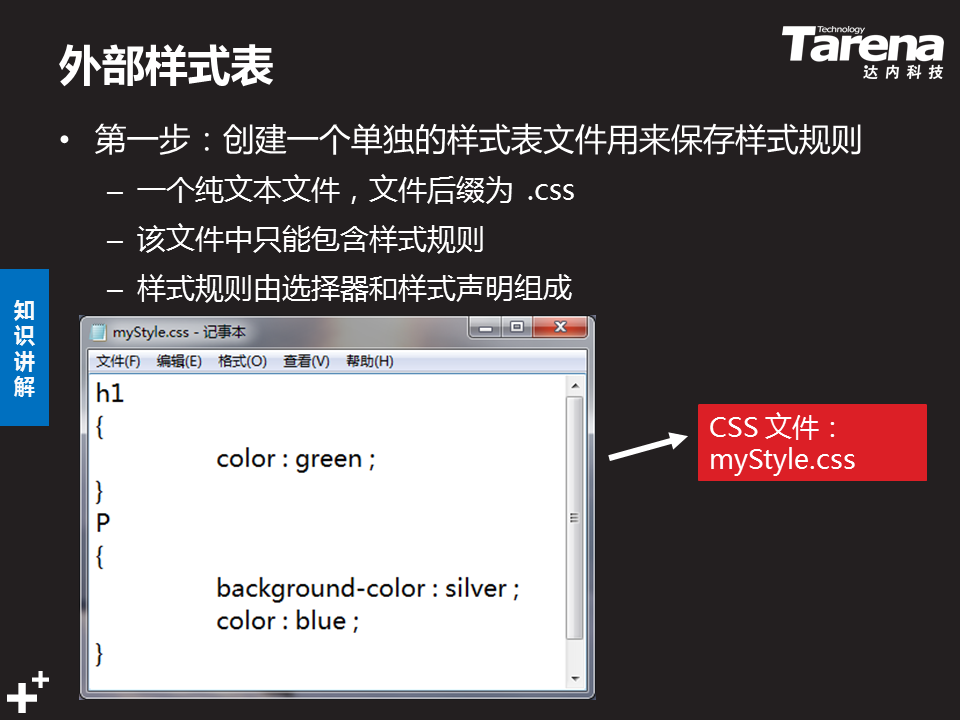 外部样式表
Technology
Tarena
达内科技
• 第一步：创建一个单独的样式表文件用来保存样式规则
– 一个纯文本文件，文件后缀为 .css
– 该文件中只能包含样式规则
– 样式规则由选择器和样式声明组成
知识讲解
myStyle.css - 记事本
文件(F) 编辑(E) 格式(O) 查看(V) 帮助(H)
h1
{
color : green ;
}
P
{
background-color : silver ;
color : blue ;
}
CSS 文件：
myStyle.css